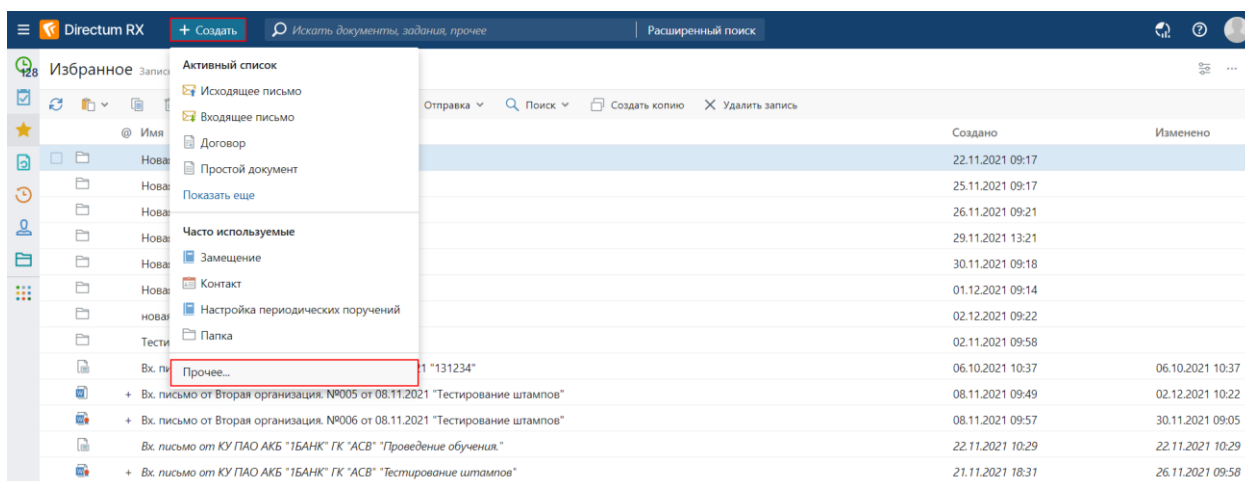 Directum RX
+ Создать
Искать документы, задания, прочее
Расширенный поиск
128
Избранное
Активный список
Исходящее письмо
Входящее письмо
Договор
Простой документ
Показать еще
Часто используемые
Замещение
Контакт
Настройка периодических поручений
Папка
Прочее...
Отправка
Поиск
Создать копию
Удалить запись
@ Имя Создано Изменено
22.11.2021 09:17
25.11.2021 09:17
26.11.2021 09:21
29.11.2021 13:21
30.11.2021 09:18
01.12.2021 09:14
02.12.2021 09:22
02.11.2021 09:58
Вх. "131234" 06.10.2021 10:37 06.10.2021 10:37
+ Вх. письмо от Вторая организация. №005 от 08.11.2021 "Тестирование штампов" 08.11.2021 09:49 02.12.2021 10:22
+ Вх. письмо от Вторая организация. №006 от 08.11.2021 "Тестирование штампов" 08.11.2021 09:57 30.11.2021 09:05
Вх. письмо от КУ ПАО АКБ "1БАНК" ГК "АСВ" "Проведение обучения." 22.11.2021 10:29 22.11.2021 10:29
+ Вх. письмо от КУ ПАО АКБ "1БАНК" ГК "АСВ" "Тестирование штампов" 21.11.2021 18:31 26.11.2021 09:58